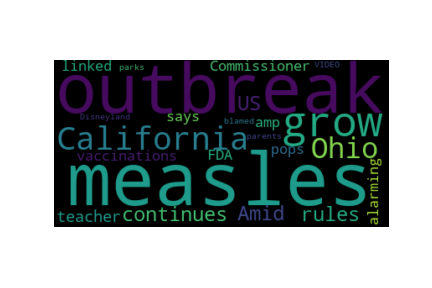 linked parks Commissioner VIDEO
outbreak
Disneyland says US blamed amp grow
California parents Ohio
vaccinations FDA pops
measles alarming
teacher continues Amid rules